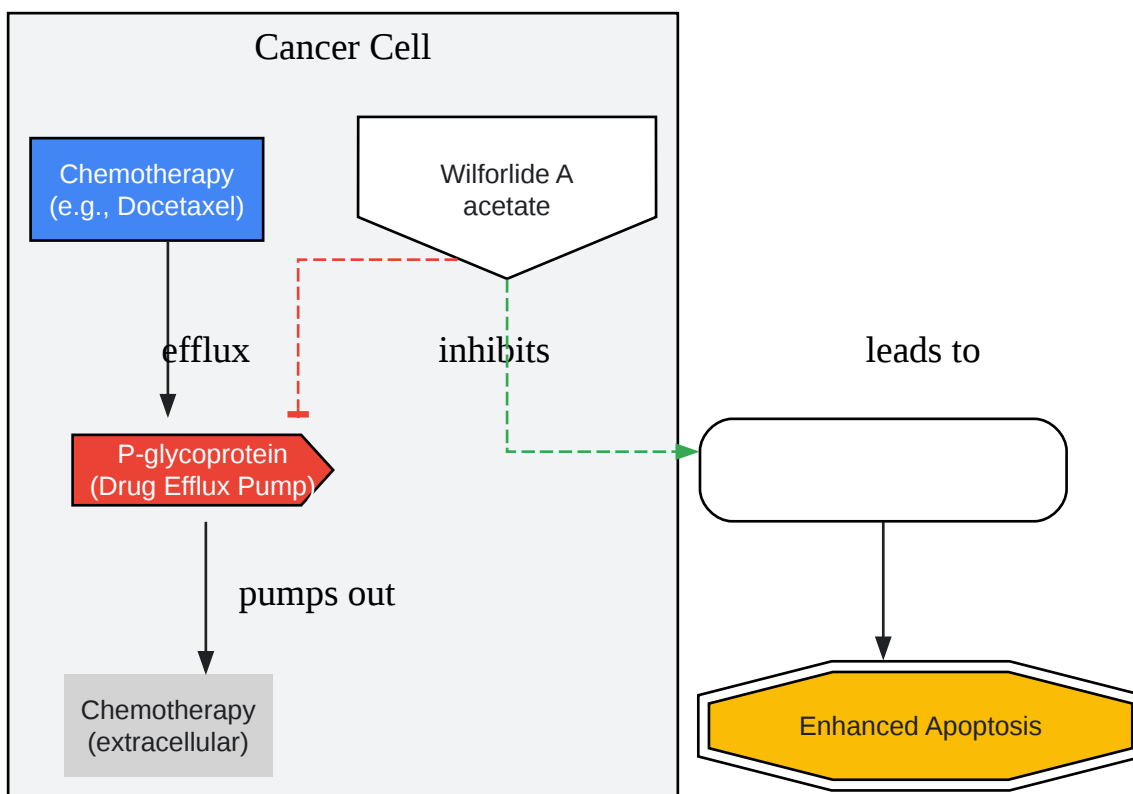 Cancer Cell
Chemotherapy
(e.g., Docetaxel)
Wilforlide A
acetate
efflux
inhibits
leads to
P-glycoprotein
(Drug Efflux Pump)
pumps out
Chemotherapy
(extracellular)
Enhanced Apoptosis